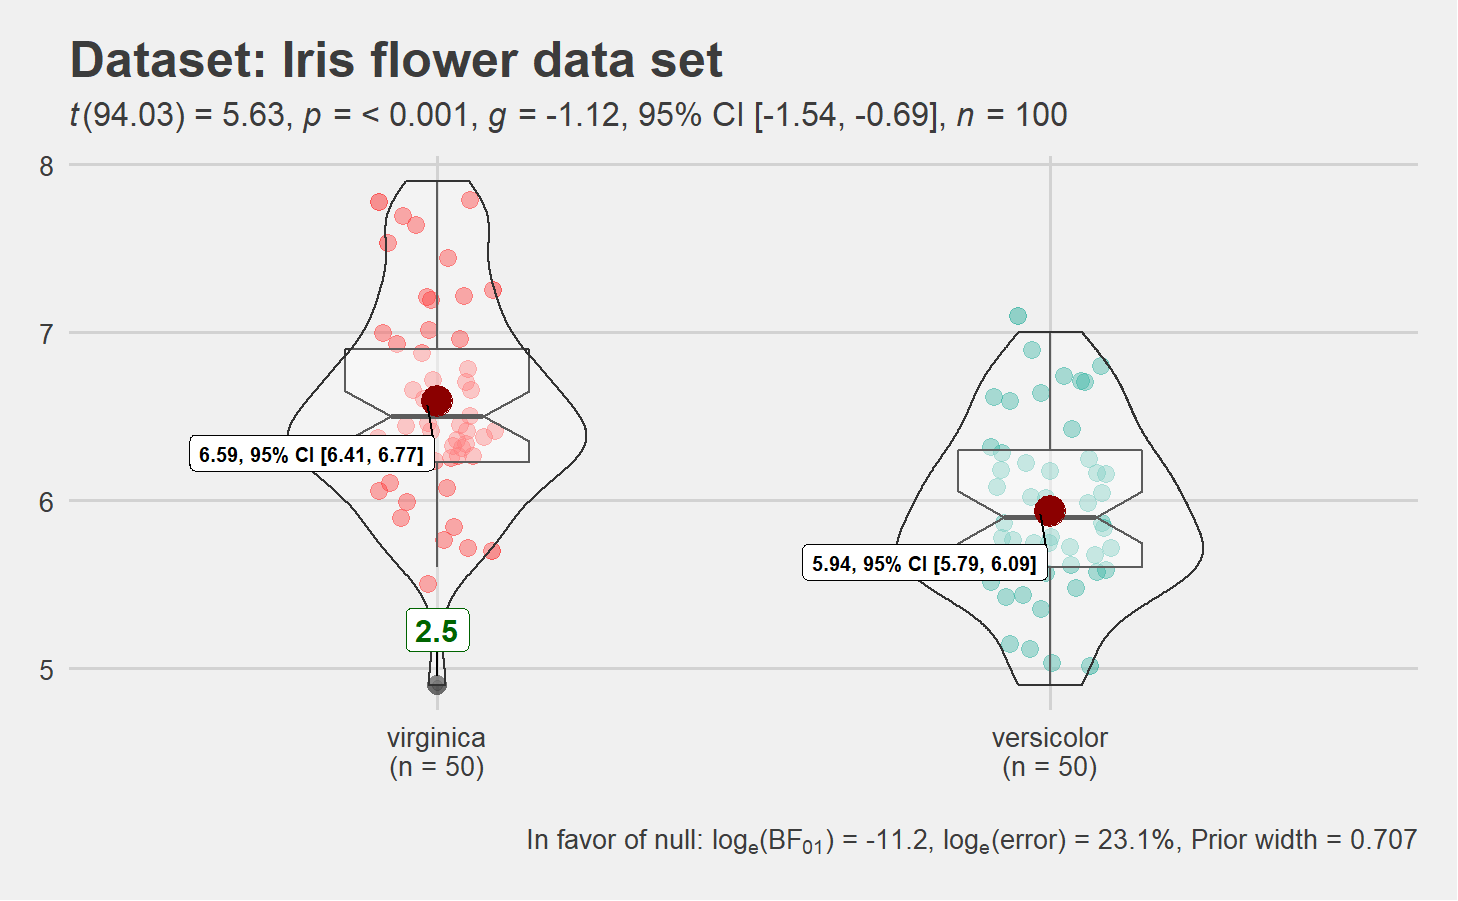 Dataset: Iris flower data set
t(94.03) = 5.63, p = < 0.001, g = -1.12, 95% CI [-1.54, -0.69], n = 100
8
7
6
5
6.59, 95% CI [6.41, 6.77]
5.94, 95% CI [5.79, 6.09]
2.5
virginica
(n = 50)
versicolor
(n = 50)
In favor of null: logₑ(BF₀₁) = -11.2, logₑ(error) = 23.1%, Prior width = 0.707